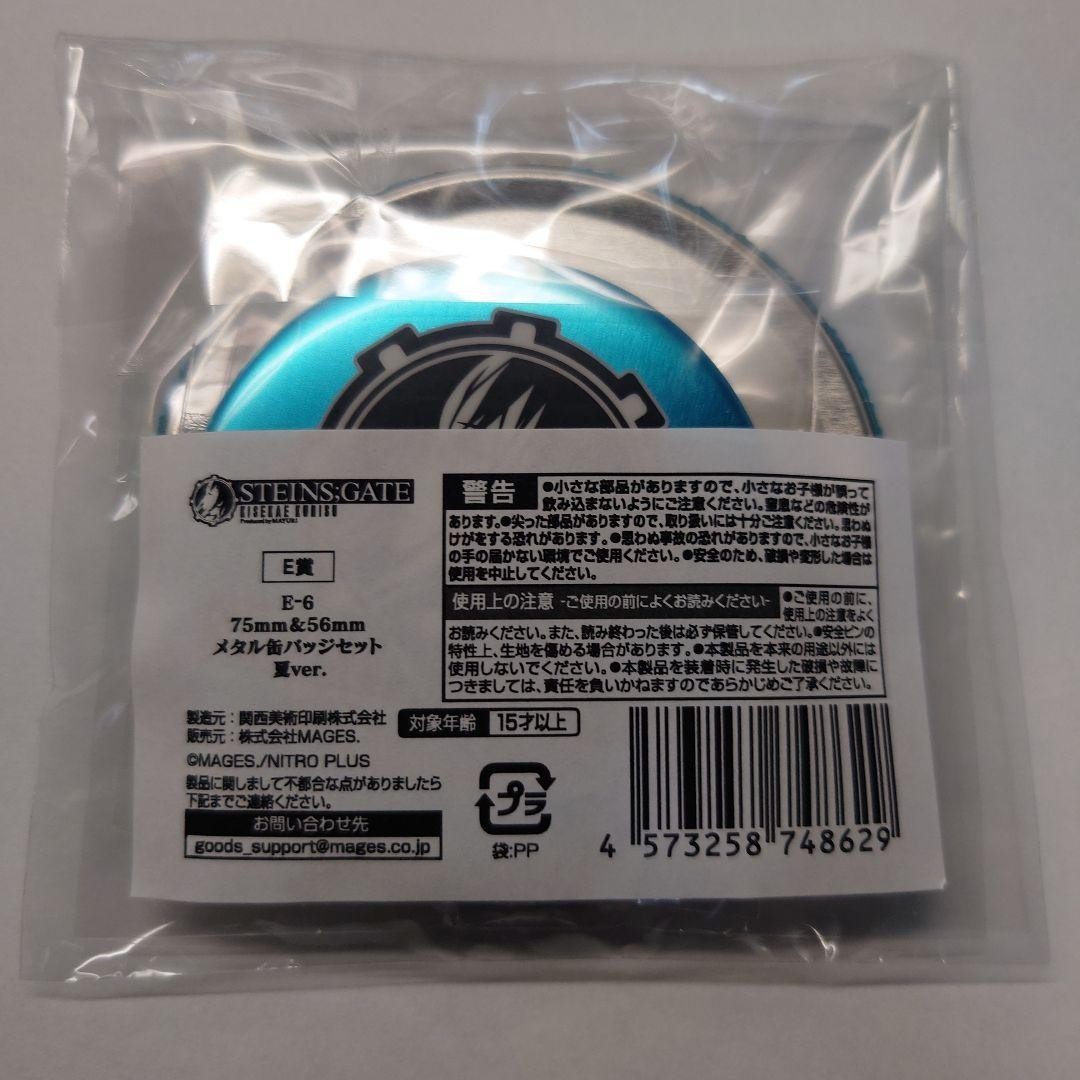 STEINS;GATE
KISEKAE KURISU
Produced by MAYURI
E賞
E-6
75mm&56mm
メタル缶バッジセット
夏ver.
警告
●小さな部品がありますので、小さなお子様が誤って
飲み込まないようにご注意ください。窒息などの危険性が
あります。●尖った部品がありますので、取り扱いには十分ご注意ください。思わぬ
けがをする恐れがあります。●思わぬ事故の恐れがありますので、小さなお子様
の手の届かない環境でご使用ください。●安全のため、破損や変形した場合は
使用を中止してください。
使用上の注意 -ご使用の前によくお読みください-
●ご使用の前に、
使用上の注意をよく
お読みください。また、読み終わった後は必ず保管してください。●安全ピンの
特性上、生地を傷める場合があります。●本製品を本来の用途以外には
使用しないでください。●本製品を装着時に発生した破損や故障に
つきましては、責任を負いかねますのであらかじめご了承ください。
製造元：関西美術印刷株式会社
販売元：株式会社MAGES.
対象年齢 15才以上
©MAGES./NITRO PLUS
製品に関しまして不都合な点がありましたら
下記までご連絡ください。
お問い合わせ先
goods_support@mages.co.jp
プラ
袋:PP
4 573258 748629